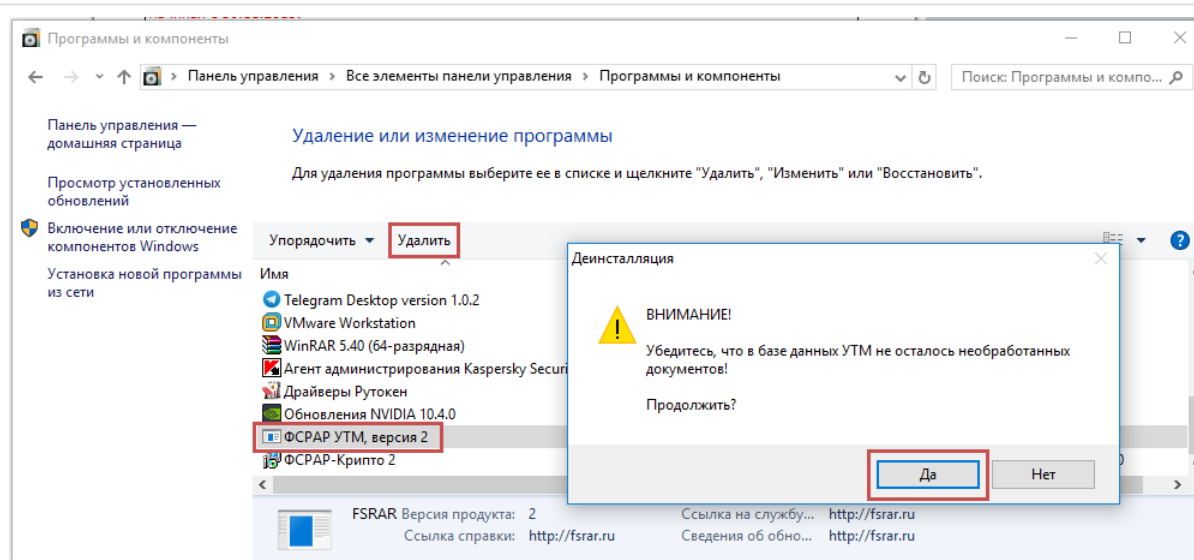 Программы и компоненты
Панель управления › Все элементы панели управления › Программы и компоненты
Поиск: Программы и компо...
Панель управления —
домашняя страница
Просмотр установленных
обновлений
Включение или отключение
компонентов Windows
Установка новой программы
из сети
Удаление или изменение программы
Для удаления программы выберите ее в списке и щелкните "Удалить", "Изменить" или "Восстановить".
Упорядочить
Удалить
Имя
Telegram Desktop version 1.0.2
VMware Workstation
WinRAR 5.40 (64-разрядная)
Агент администрирования Kaspersky Securi
Драйверы Рутокен
Обновления NVIDIA 10.4.0
ФСРАР УТМ, версия 2
ФСРАР-Крипто 2
Деинсталляция
ВНИМАНИЕ!
Убедитесь, что в базе данных УТМ не осталось необработанных
документов!
Продолжить?
Да
Нет
FSRAR Версия продукта: 2 Ссылка на службу... http://fsrar.ru
Ссылка справки: http://fsrar.ru Сведения об обно... http://fsrar.ru